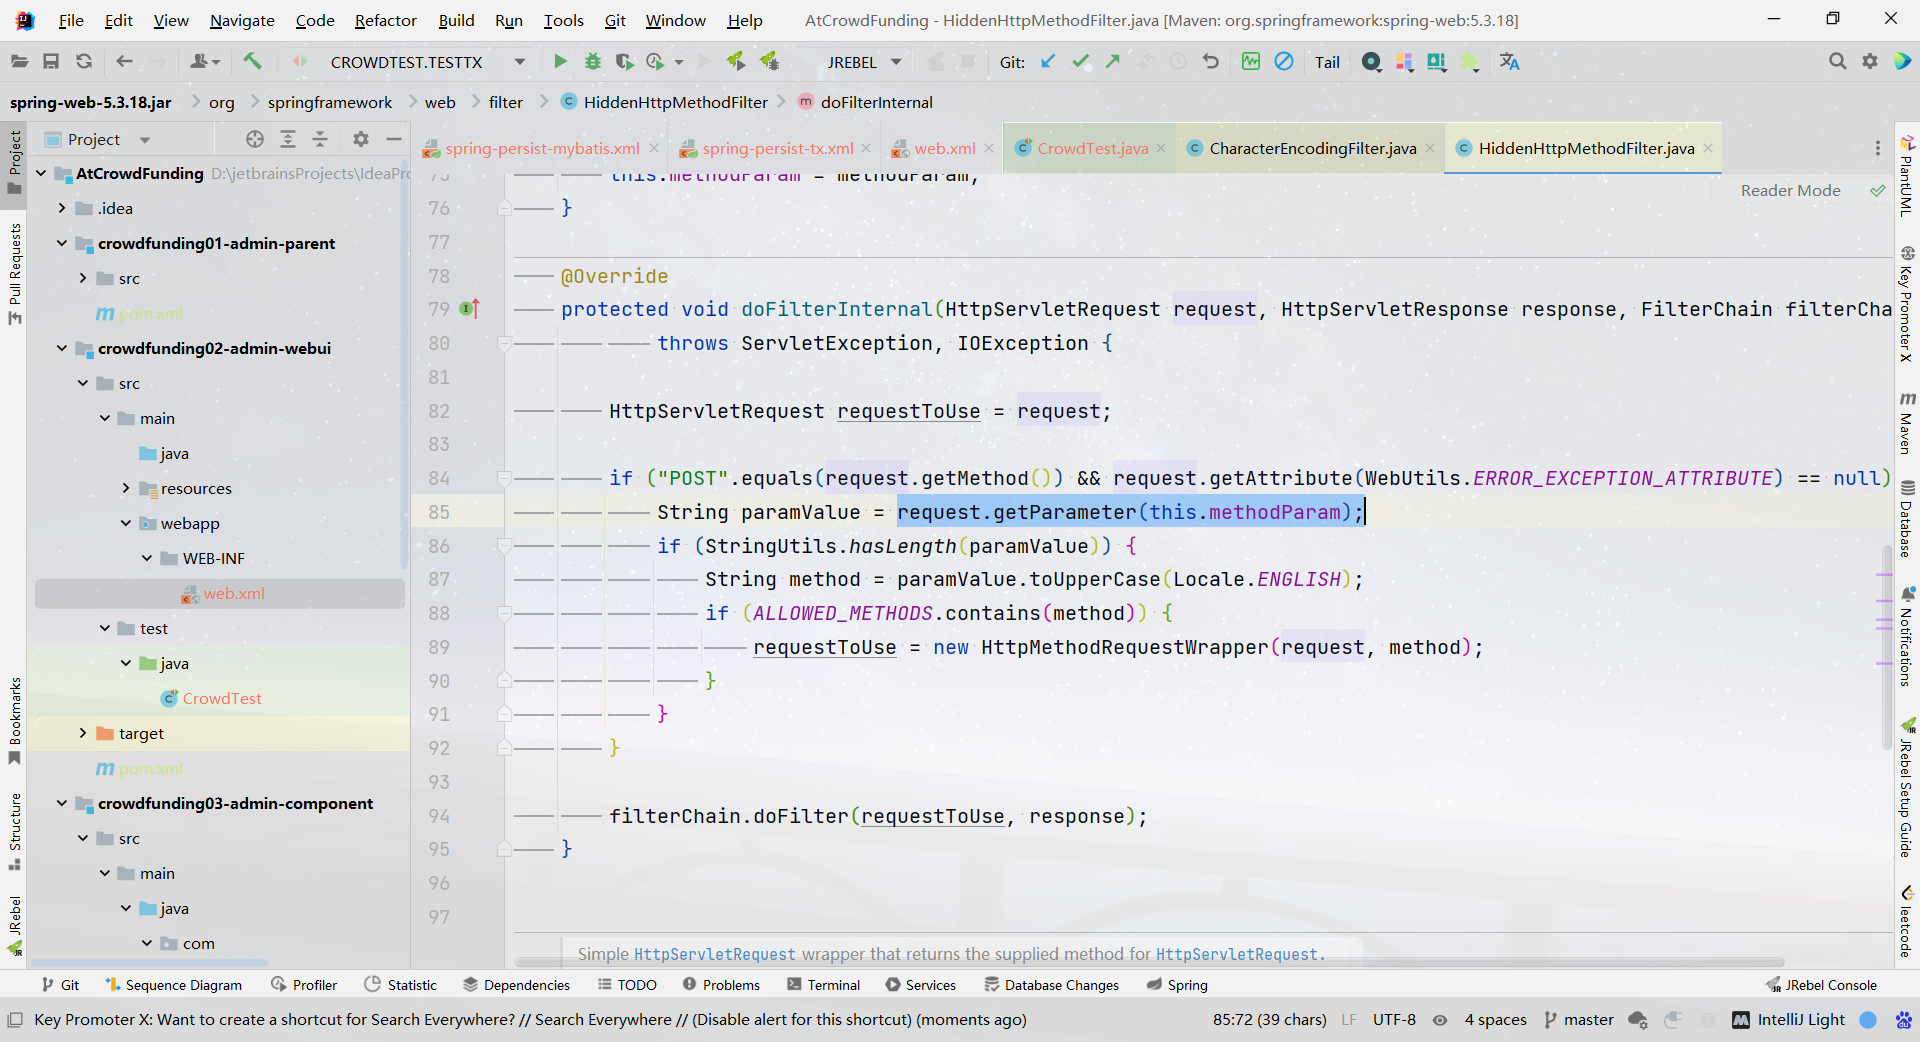 File Edit View Navigate Code Refactor Build Run Tools Git Window Help AtCrowdFunding - HiddenHttpMethodFilter.java [Maven: org.springframework:spring-web:5.3.18]
CROWDTEST.TESTTX JREBEL Git: Tail
spring-web-5.3.18.jar org springframework web filter HiddenHttpMethodFilter doFilterInternal
Project
spring-persist-mybatis.xml spring-persist-tx.xml web.xml CrowdTest.java CharacterEncodingFilter.java HiddenHttpMethodFilter.java
Reader Mode
AtCrowdFunding D:\jetbrainsProjects\IdeaPro
.idea
crowdfunding01-admin-parent
src
pom.xml
crowdfunding02-admin-webui
src
main
java
resources
webapp
WEB-INF
web.xml
test
java
CrowdTest
target
pom.xml
crowdfunding03-admin-component
src
main
java
com
75 this.methodParam = methodParam;
76 }
77
78 @Override
79 protected void doFilterInternal(HttpServletRequest request, HttpServletResponse response, FilterChain filterCha
80 throws ServletException, IOException {
81
82 HttpServletRequest requestToUse = request;
83
84 if ("POST".equals(request.getMethod()) && request.getAttribute(WebUtils.ERROR_EXCEPTION_ATTRIBUTE) == null)
85 String paramValue = request.getParameter(this.methodParam);
86 if (StringUtils.hasLength(paramValue)) {
87 String method = paramValue.toUpperCase(Locale.ENGLISH);
88 if (ALLOWED_METHODS.contains(method)) {
89 requestToUse = new HttpMethodRequestWrapper(request, method);
90 }
91 }
92 }
93
94 filterChain.doFilter(requestToUse, response);
95 }
96
97
Simple HttpServletRequest wrapper that returns the supplied method for HttpServletRequest.
Project
Pull Requests
Bookmarks
Structure
JRebel
PlantUML
Key Promoter X
Maven
Database
Notifications
JRebel Setup Guide
leetcode
Git Sequence Diagram Profiler Statistic Dependencies TODO Problems Terminal Services Database Changes Spring JRebel Console
Key Promoter X: Want to create a shortcut for Search Everywhere? // Search Everywhere // (Disable alert for this shortcut) (moments ago) 85:72 (39 chars) LF UTF-8 4 spaces master IntelliJ Light